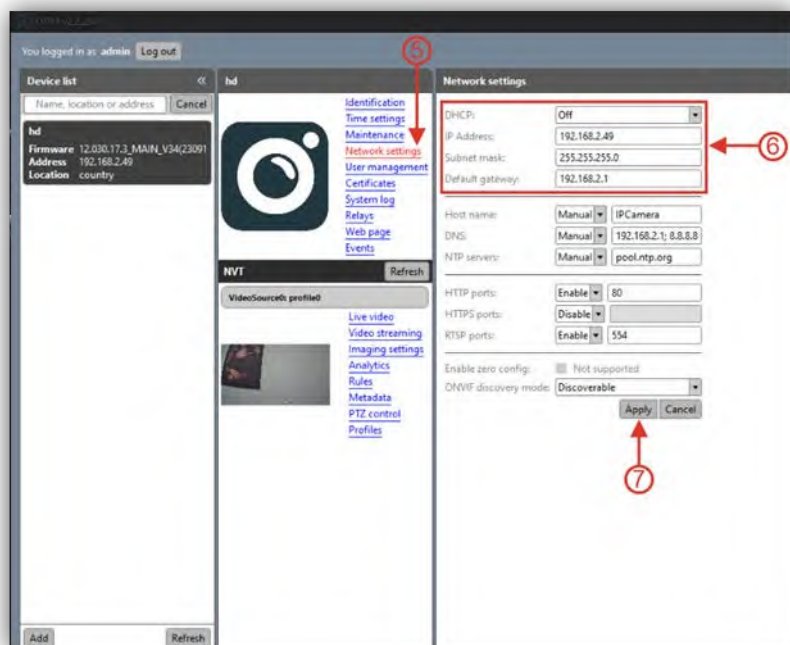 You logged in as admin Log out
5
Device list «
Name, location or address Cancel
hd
Firmware 12.030.17.3_MAIN_V34(23091
Address 192.168.2.49
Location country
Add Refresh
hd
Identification
Time settings
Maintenance
Network settings
User management
Certificates
System log
Relays
Web page
Events
NVT Refresh
VideoSource0: profile0
Live video
Video streaming
Imaging settings
Analytics
Rules
Metadata
PTZ control
Profiles
Network settings
DHCP: Off
IP Address: 192.168.2.49
Subnet mask: 255.255.255.0
Default gateway: 192.168.2.1
6
Host name: Manual IPCamera
DNS: Manual 192.168.2.1; 8.8.8.8
NTP servers: Manual pool.ntp.org
HTTP ports: Enable 80
HTTPS ports: Disable
RTSP ports: Enable 554
Enable zero config: Not supported
ONVIF discovery mode: Discoverable
Apply Cancel
7